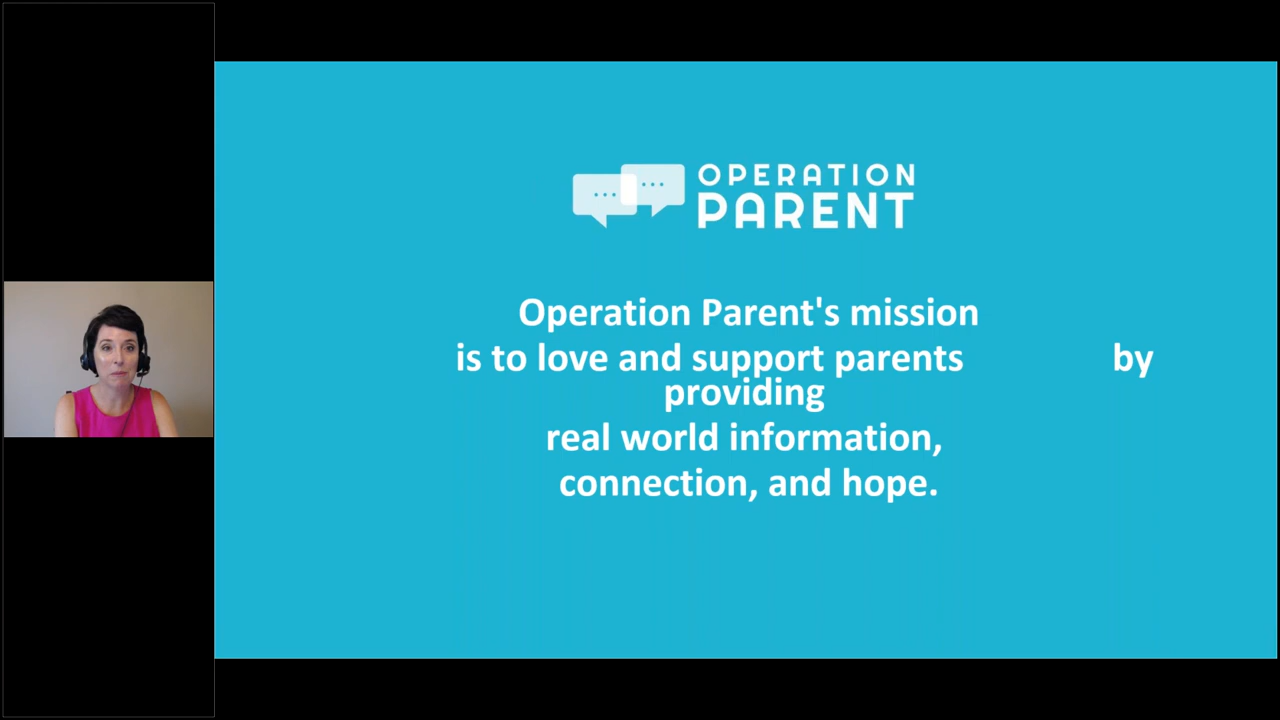 OPERATION
PARENT
Operation Parent's mission
is to love and support parents by
providing
real world information,
connection, and hope.